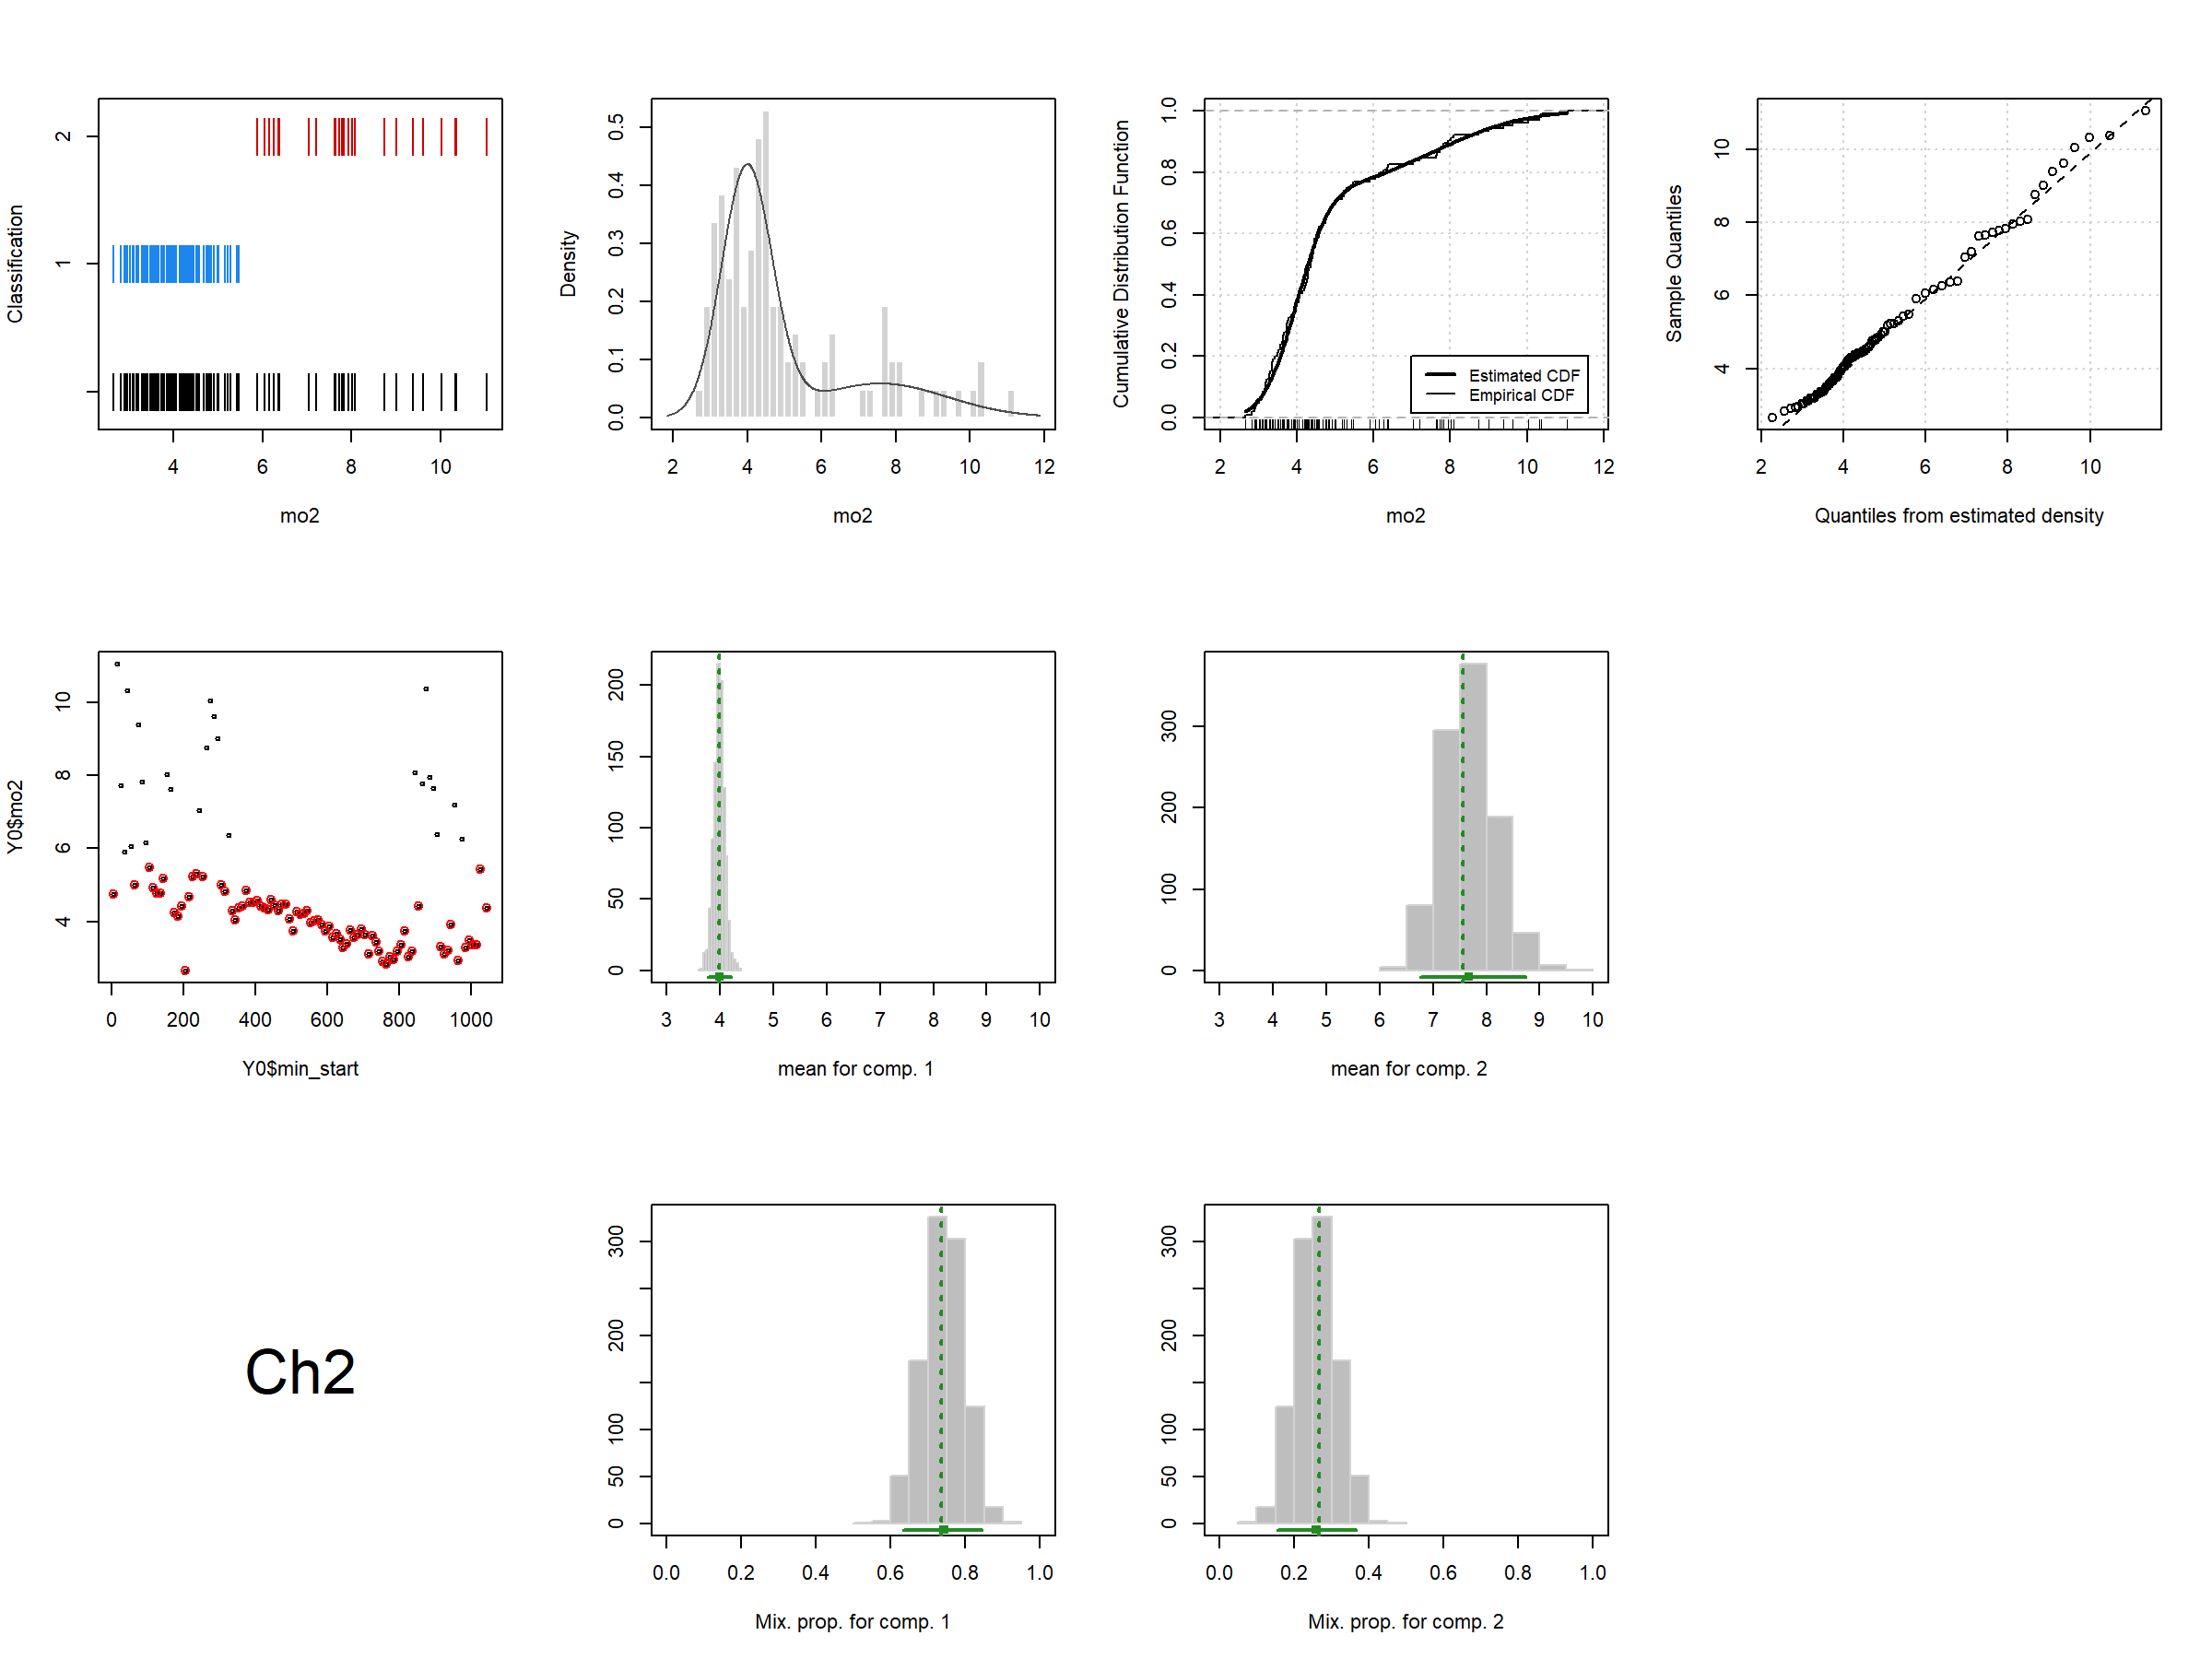 Classification
2
1
4 6 8 10
mo2
Density
0.5
0.4
0.3
0.2
0.1
0.0
2 4 6 8 10 12
mo2
Cumulative Distribution Function
1.0
0.8
0.6
0.4
0.2
0.0
Estimated CDF
Empirical CDF
2 4 6 8 10 12
mo2
Sample Quantiles
10
8
6
4
2 4 6 8 10
Quantiles from estimated density
Y0$mo2
10
8
6
4
0 200 400 600 800 1000
Y0$min_start
200
150
100
50
0
3 4 5 6 7 8 9 10
mean for comp. 1
300
200
100
0
3 4 5 6 7 8 9 10
mean for comp. 2
Ch2
300
200
100
50
0
0.0 0.2 0.4 0.6 0.8 1.0
Mix. prop. for comp. 1
300
200
100
50
0
0.0 0.2 0.4 0.6 0.8 1.0
Mix. prop. for comp. 2